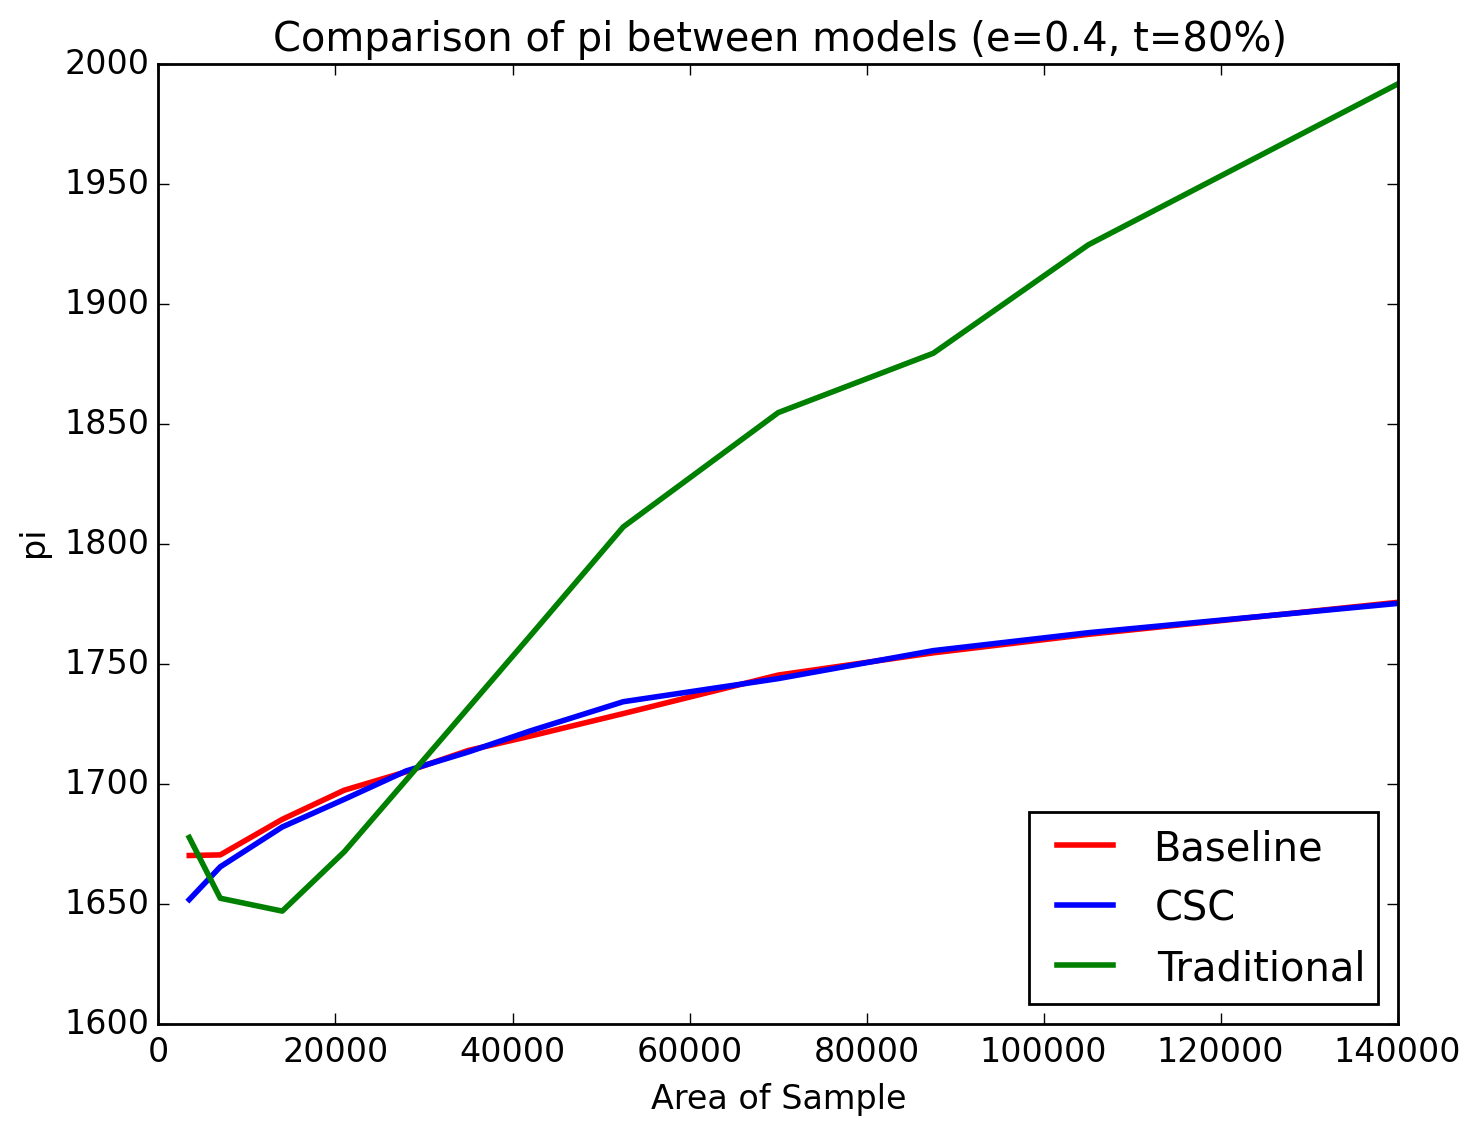 Comparison of pi between models (e=0.4, t=80%)
2000
1950
1900
1850
1800
1750
1700
1650
1600
pi
0 20000 40000 60000 80000 100000 120000 140000
Area of Sample
Baseline
CSC
Traditional